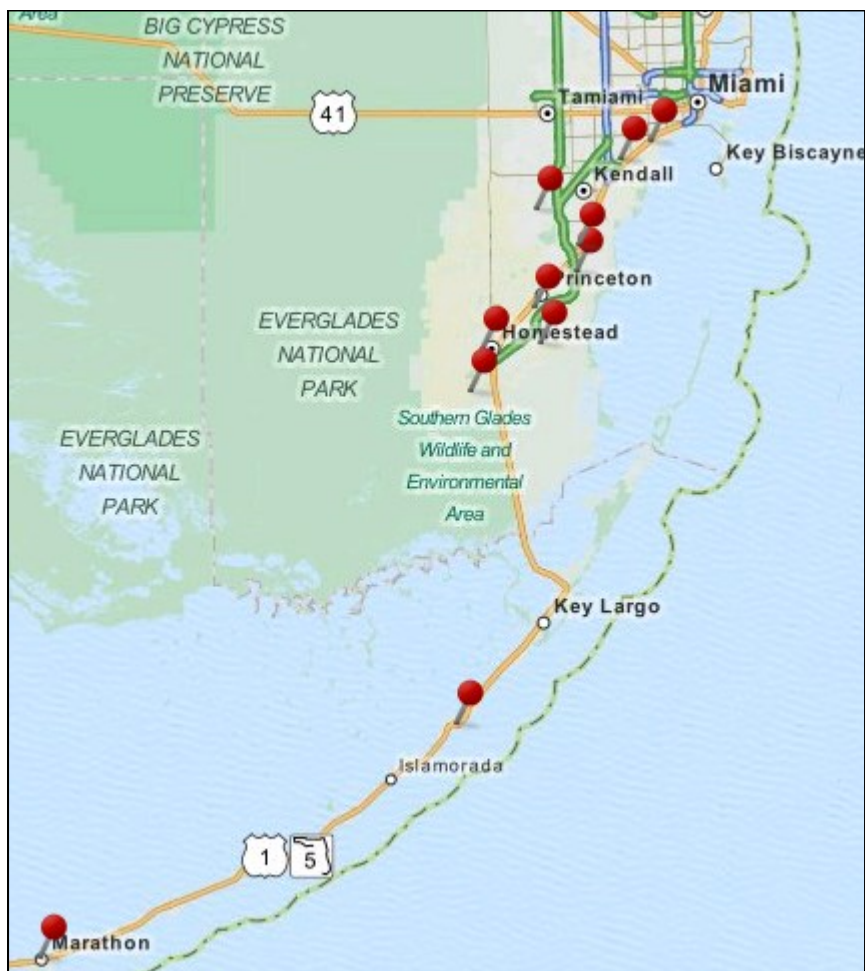 Area
BIG CYPRESS
NATIONAL
PRESERVE
41
Tamiami
Miami
Key Biscayne
Kendall
Princeton
Homestead
EVERGLADES
NATIONAL
PARK
Southern Glades
Wildlife and
Environmental
Area
EVERGLADES
NATIONAL
PARK
Key Largo
Islamorada
1
5
Marathon